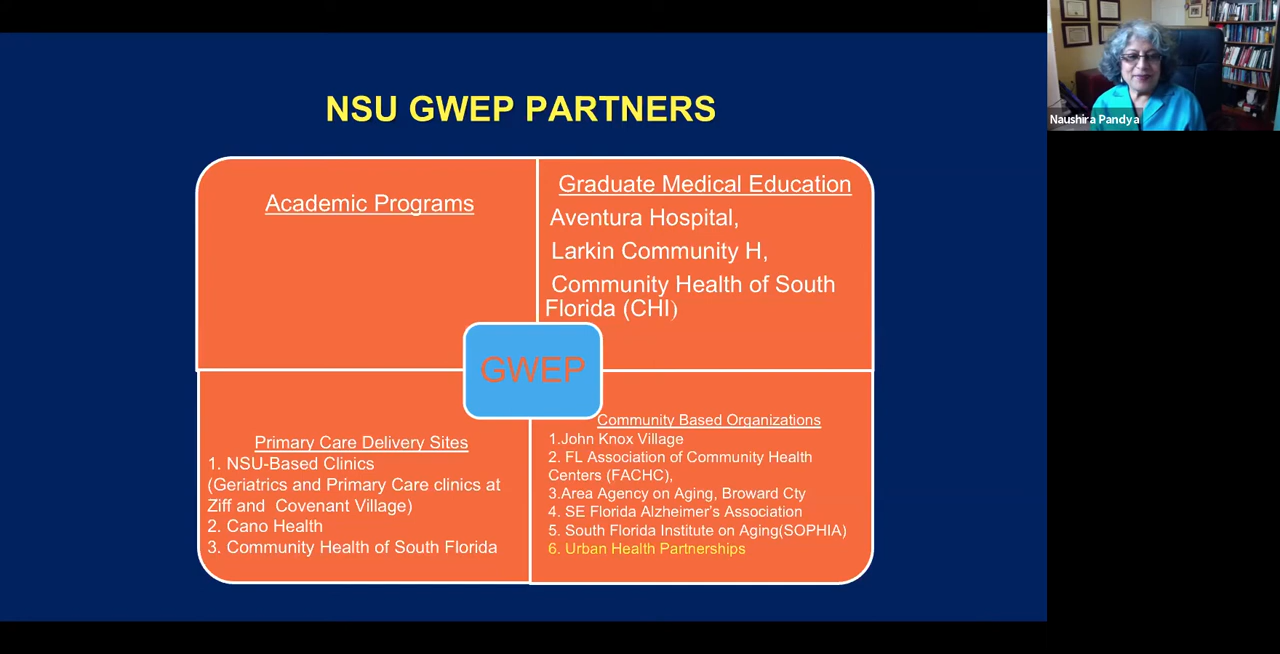 NSU GWEP PARTNERS
Naushira Pandya
Academic Programs
Graduate Medical Education
Aventura Hospital,
Larkin Community H,
Community Health of South
Florida (CHI)
GWEP
Primary Care Delivery Sites
1. NSU-Based Clinics
(Geriatrics and Primary Care clinics at
Ziff and Covenant Village)
2. Cano Health
3. Community Health of South Florida
Community Based Organizations
1.John Knox Village
2. FL Association of Community Health
Centers (FACHC),
3.Area Agency on Aging, Broward Cty
4. SE Florida Alzheimer’s Association
5. South Florida Institute on Aging(SOPHIA)
6. Urban Health Partnerships